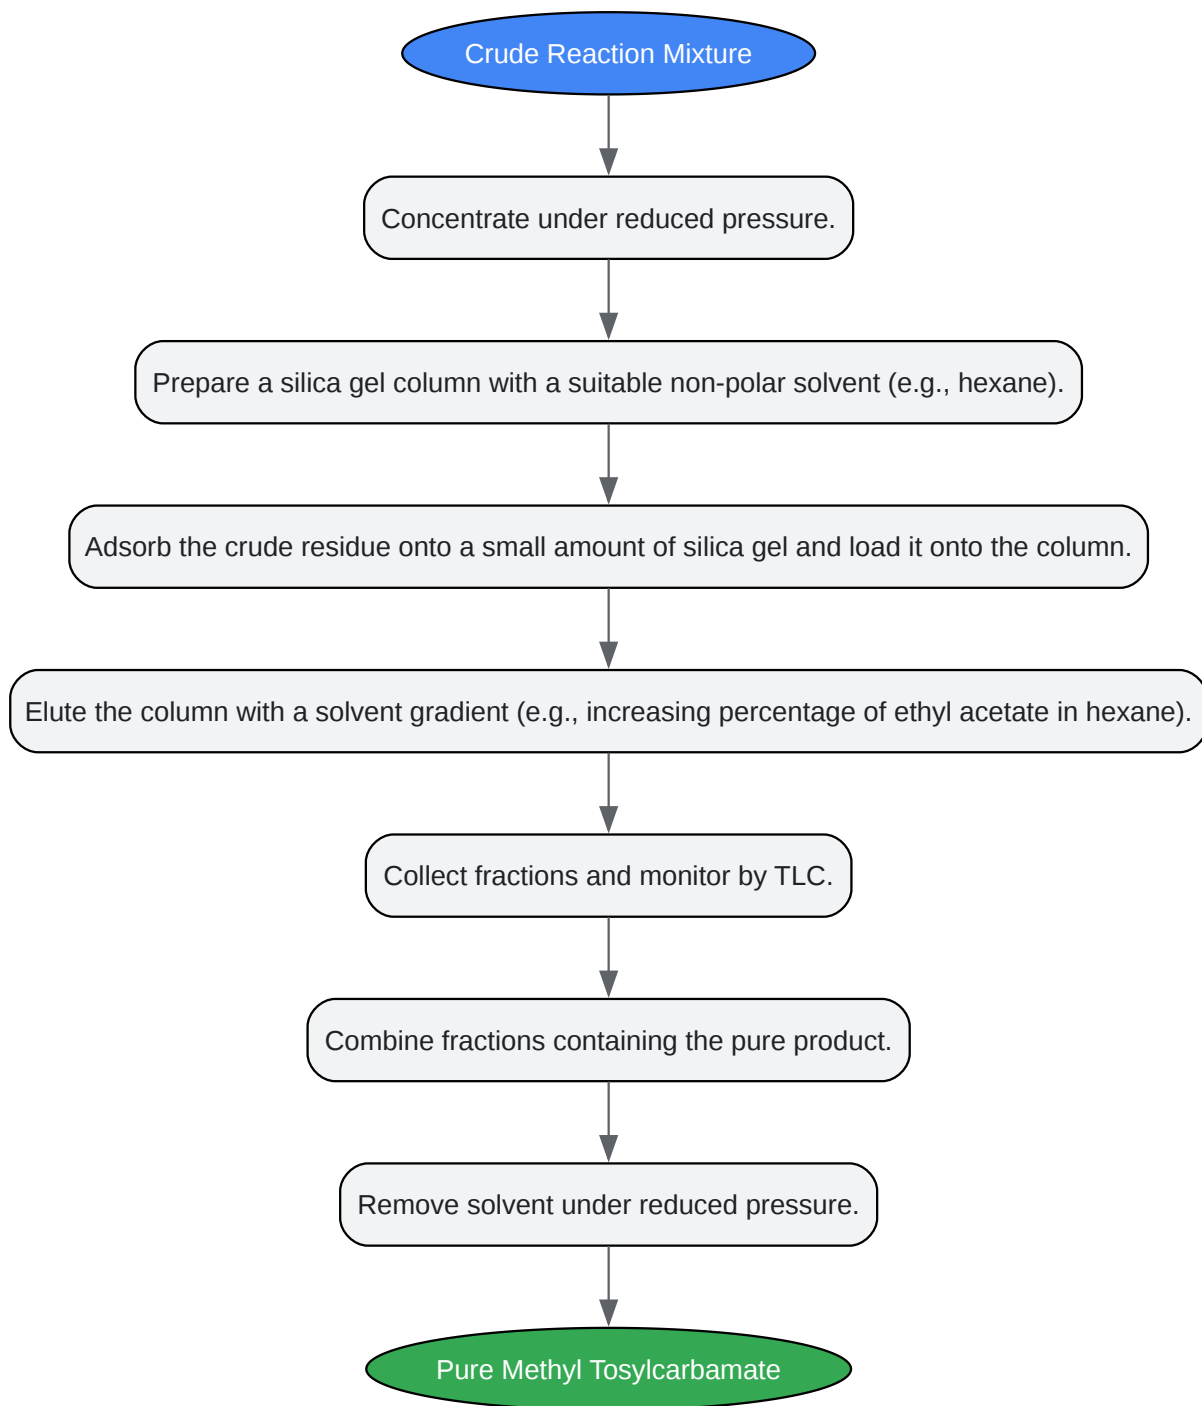 Crude Reaction Mixture
Concentrate under reduced pressure.
Prepare a silica gel column with a suitable non-polar solvent (e.g., hexane).
Adsorb the crude residue onto a small amount of silica gel and load it onto the column.
Elute the column with a solvent gradient (e.g., increasing percentage of ethyl acetate in hexane).
Collect fractions and monitor by TLC.
Combine fractions containing the pure product.
Remove solvent under reduced pressure.
Pure Methyl Tosylcarbamate